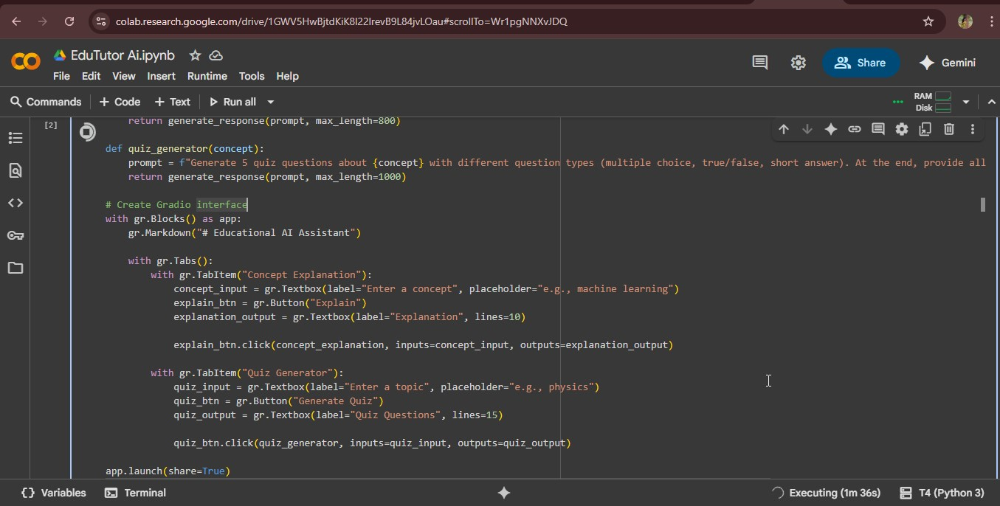 colab.research.google.com/drive/1GWV5HwBjtdKiK8l22IrevB9L84jvLOau#scrollTo=Wr1pgNNXvJDQ
EduTutor Ai.ipynb
File Edit View Insert Runtime Tools Help
Share
Gemini
Commands + Code + Text Run all
RAM
Disk
[2]
return generate_response(prompt, max_length=800)
def quiz_generator(concept):
prompt = f"Generate 5 quiz questions about {concept} with different question types (multiple choice, true/false, short answer). At the end, provide all
return generate_response(prompt, max_length=1000)
# Create Gradio interface
with gr.Blocks() as app:
gr.Markdown("# Educational AI Assistant")
with gr.Tabs():
with gr.TabItem("Concept Explanation"):
concept_input = gr.Textbox(label="Enter a concept", placeholder="e.g., machine learning")
explain_btn = gr.Button("Explain")
explanation_output = gr.Textbox(label="Explanation", lines=10)
explain_btn.click(concept_explanation, inputs=concept_input, outputs=explanation_output)
with gr.TabItem("Quiz Generator"):
quiz_input = gr.Textbox(label="Enter a topic", placeholder="e.g., physics")
quiz_btn = gr.Button("Generate Quiz")
quiz_output = gr.Textbox(label="Quiz Questions", lines=15)
quiz_btn.click(quiz_generator, inputs=quiz_input, outputs=quiz_output)
app.launch(share=True)
{} Variables Terminal
Executing (1m 36s) T4 (Python 3)